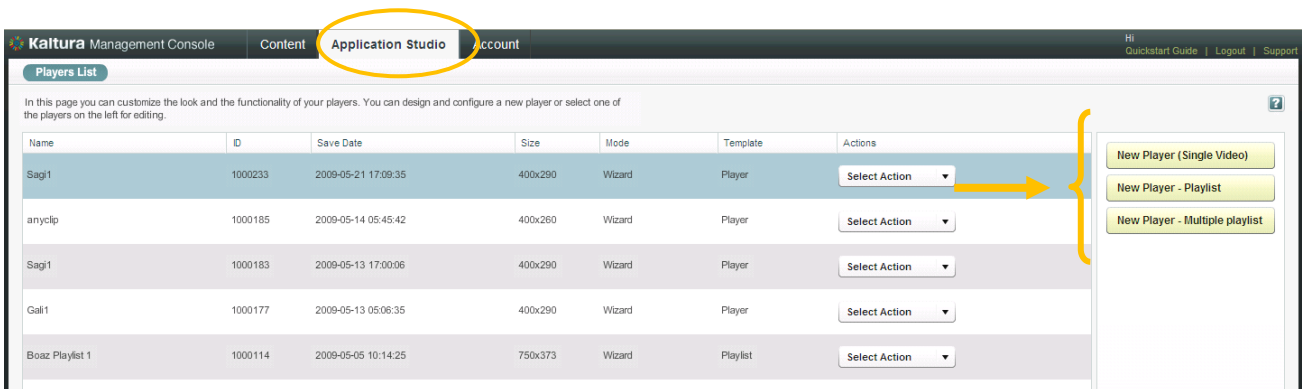 Kaltura Management Console Content Application Studio Account Hi
Quickstart Guide | Logout | Support
Players List
In this page you can customize the look and the functionality of your players. You can design and configure a new player or select one of
the players on the left for editing.
?
Name ID Save Date Size Mode Template Actions
Sagi1 1000233 2009-05-21 17:09:35 400x290 Wizard Player Select Action
anyclip 1000185 2009-05-14 05:45:42 400x260 Wizard Player Select Action
Sagi1 1000183 2009-05-13 17:00:06 400x290 Wizard Player Select Action
Gali1 1000177 2009-05-13 05:06:35 400x290 Wizard Player Select Action
Boaz Playlist 1 1000114 2009-05-05 10:14:25 750x373 Wizard Playlist Select Action
New Player (Single Video)
New Player - Playlist
New Player - Multiple playlist